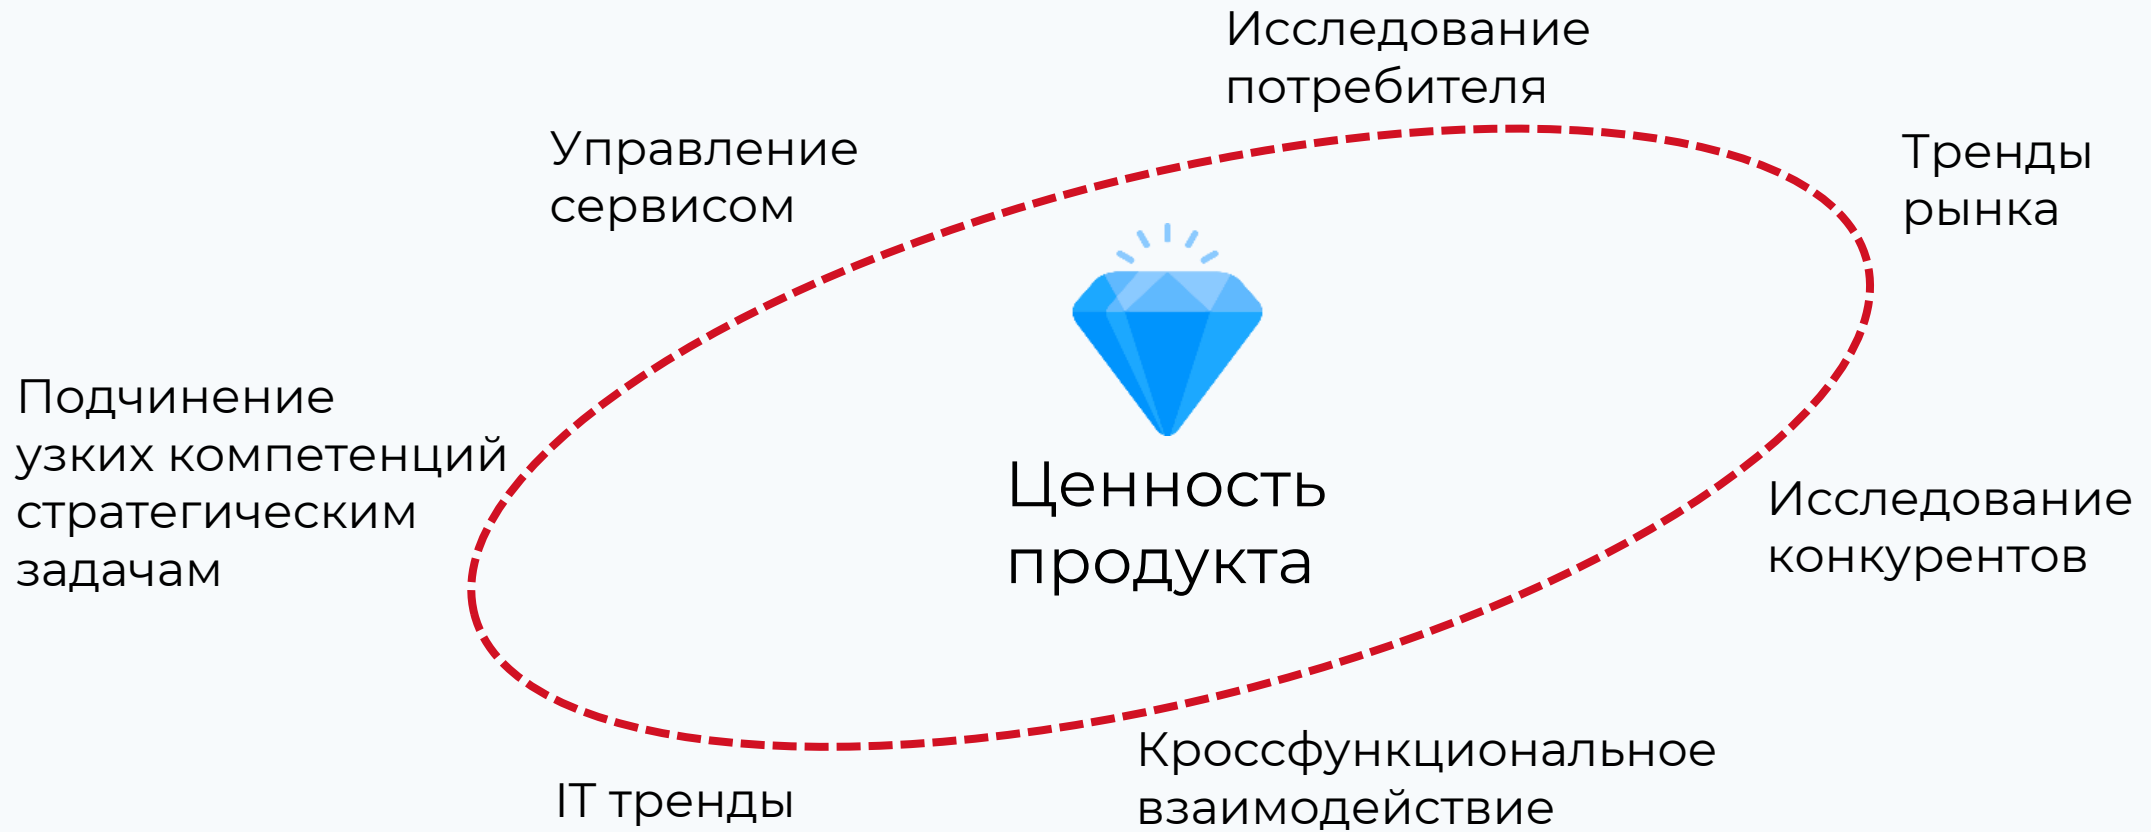 Исследование
потребителя
Управление
сервисом
Тренды
рынка
Подчинение
узких компетенций
стратегическим
задачам
Ценность
продукта
Исследование
конкурентов
Кроссфункциональное
взаимодействие
IT тренды